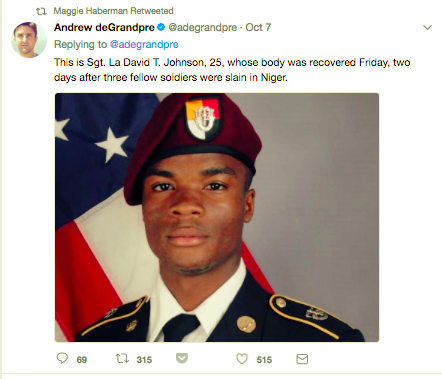 Maggie Haberman Retweeted
Andrew deGrandpre @adegrandpre · Oct 7
Replying to @adegrandpre
This is Sgt. La David T. Johnson, 25, whose body was recovered Friday, two
days after three fellow soldiers were slain in Niger.
69 315 515